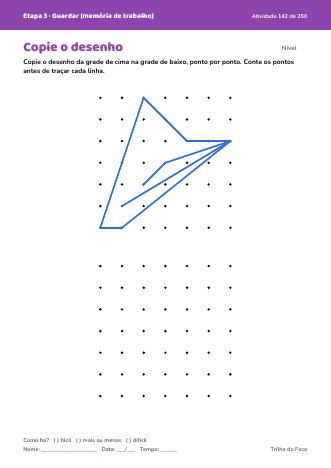 Etapa 3 · Guardar (memória de trabalho)
Atividade 142 de 250
Copie o desenho
Nível
Copie o desenho da grade de cima na grade de baixo, ponto por ponto. Conte os pontos
antes de traçar cada linha.
Como foi? ( ) fácil ( ) mais ou menos ( ) difícil
Nome: ____________________ Data: ___/___ Tempo: ______
Trilha do Foco